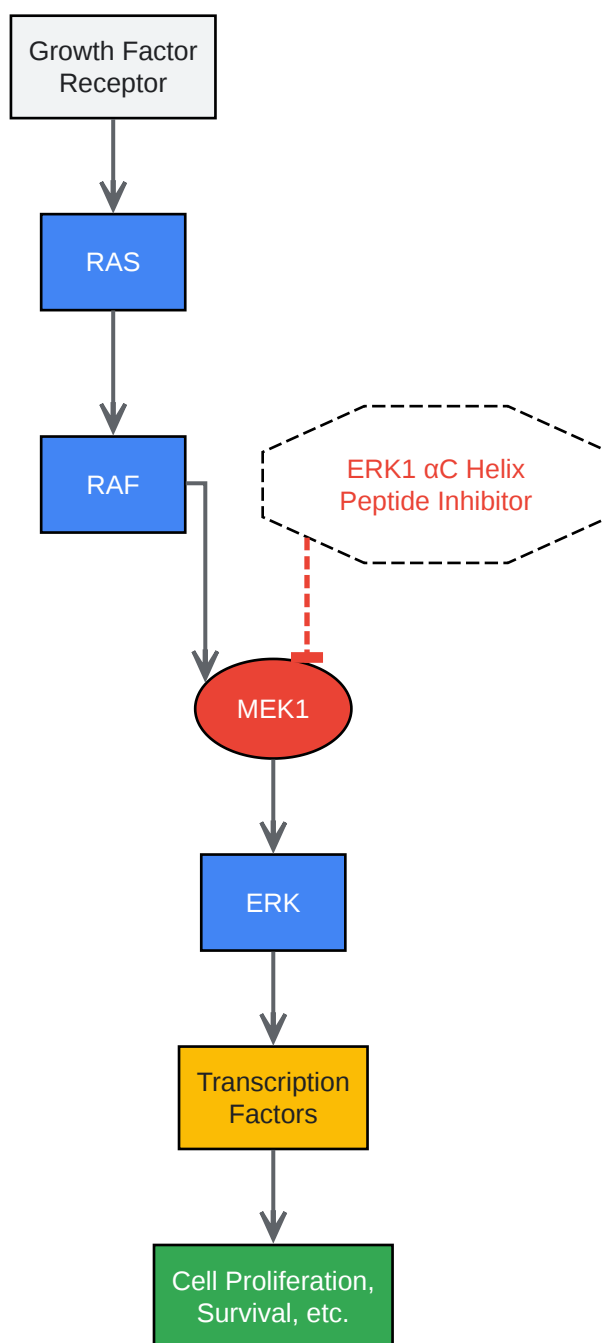 Growth Factor
Receptor
RAS
RAF
ERK1 αC Helix
Peptide Inhibitor
MEK1
ERK
Transcription
Factors
Cell Proliferation,
Survival, etc.